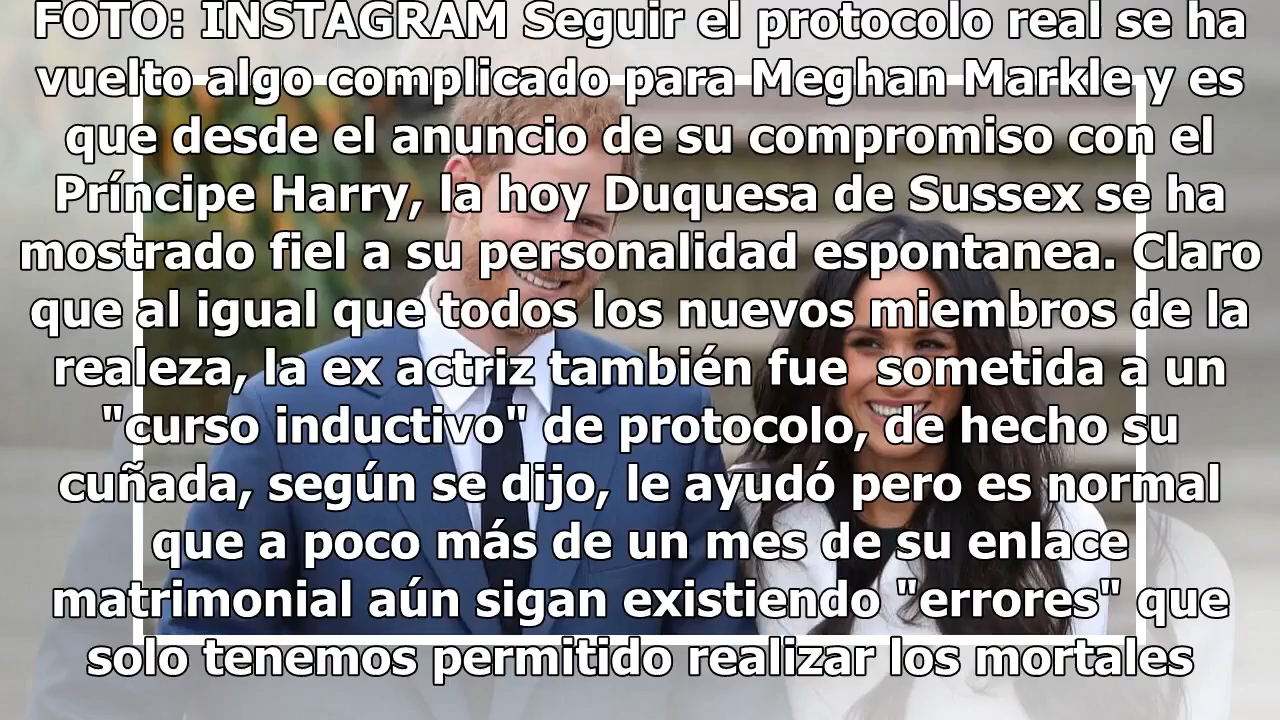 FOTO: INSTAGRAM Seguir el protocolo real se ha
vuelto algo complicado para Meghan Markle y es
que desde el anuncio de su compromiso con el
Príncipe Harry, la hoy Duquesa de Sussex se ha
mostrado fiel a su personalidad espontanea. Claro
que al igual que todos los nuevos miembros de la
realeza, la ex actriz también fue  sometida a un
"curso inductivo" de protocolo, de hecho su
cuñada, según se dijo, le ayudó pero es normal
que a poco más de un mes de su enlace
matrimonial aún sigan existiendo "errores" que
solo tenemos permitido realizar los mortales